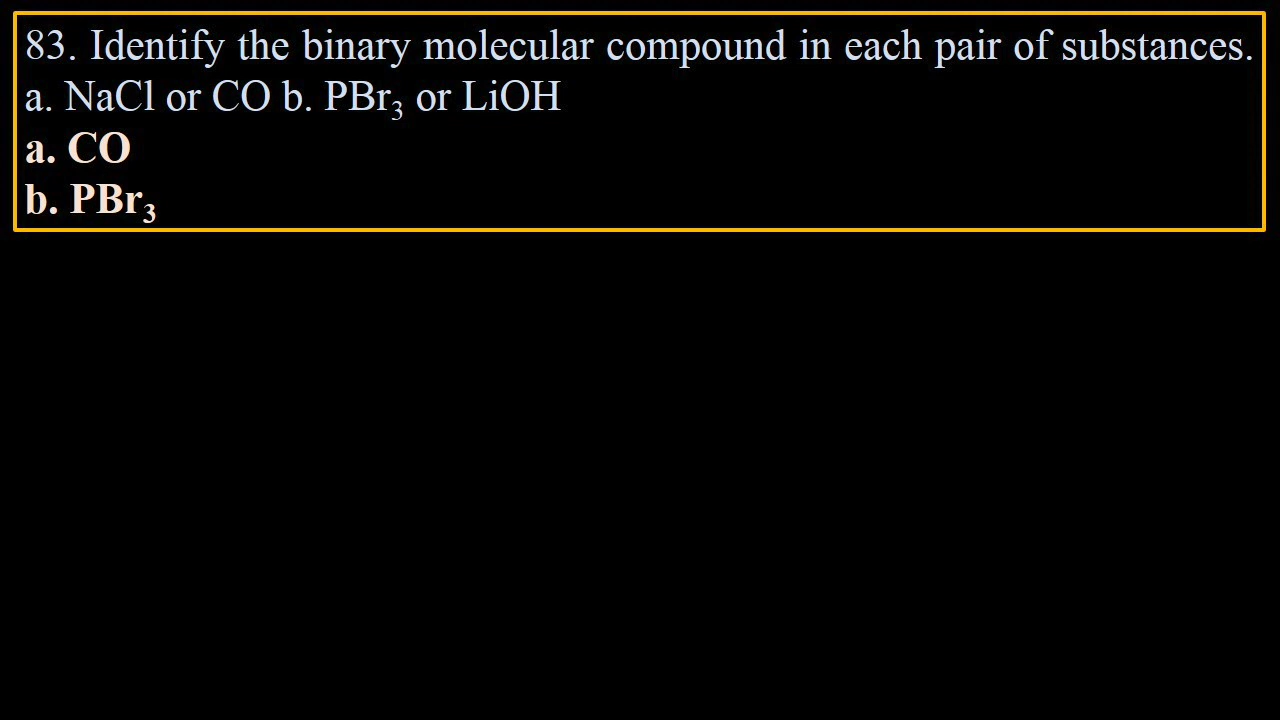 83. Identify the binary molecular compound in each pair of substances.
a. NaCl or CO b. PBr₃ or LiOH
a. CO
b. PBr₃